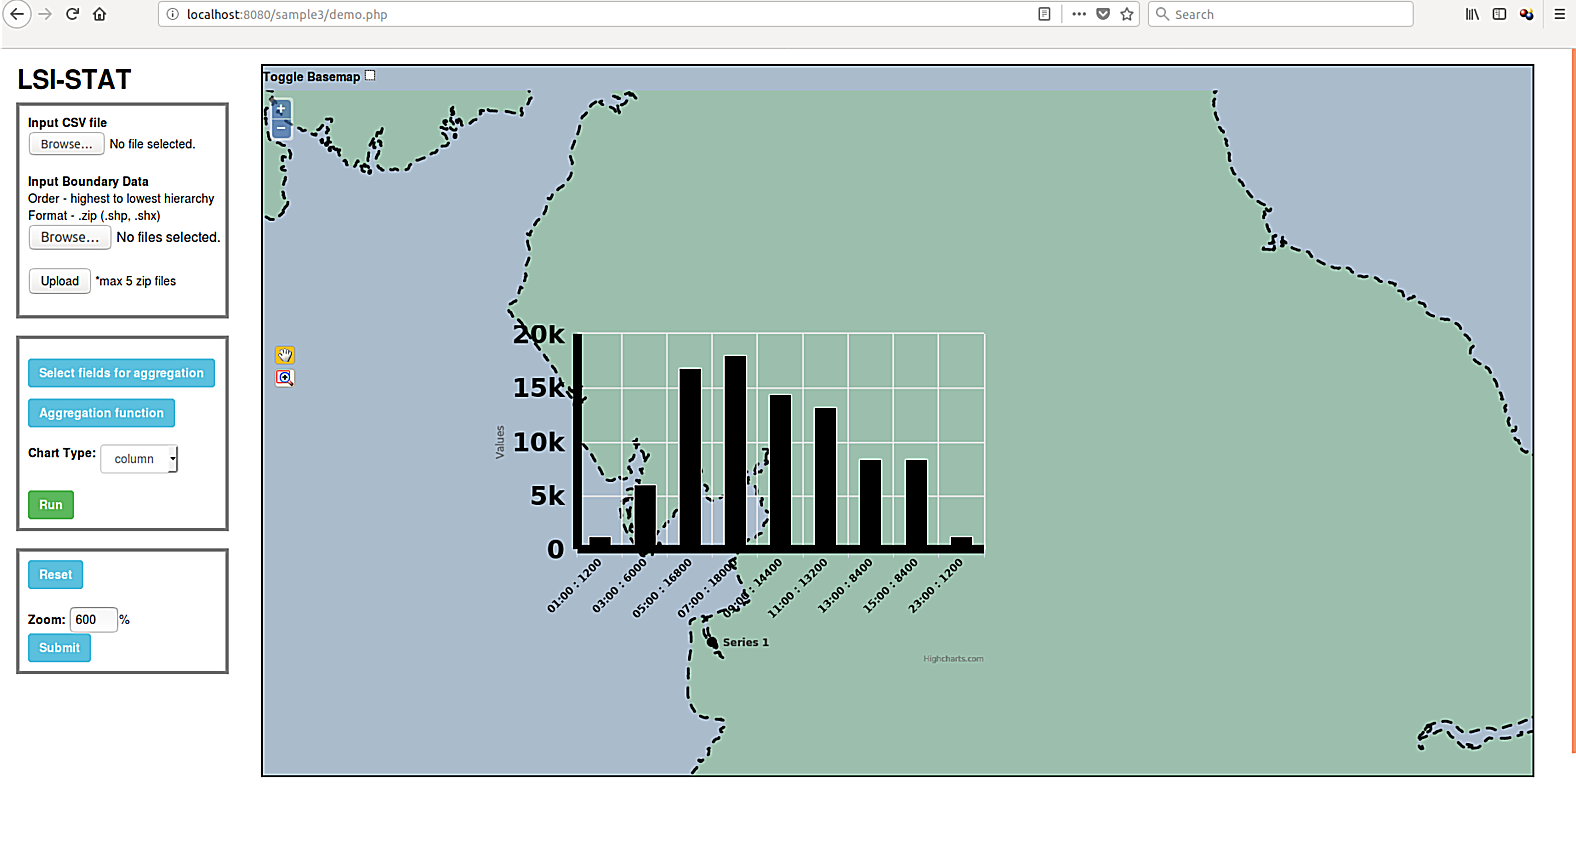 localhost:8080/sample3/demo.php
Search
LSI-STAT
Input CSV file
Browse... No file selected.
Input Boundary Data
Order - highest to lowest hierarchy
Format - .zip (.shp, .shx)
Browse... No files selected.
Upload *max 5 zip files
Select fields for aggregation
Aggregation function
Chart Type: column
Run
Reset
Zoom: 600 %
Submit
Toggle Basemap
+
−
20k
15k
10k
5k
0
Values
01:00 : 1200
03:00 : 6000
05:00 : 16800
07:00 : 18000
09:00 : 14400
11:00 : 13200
13:00 : 8400
15:00 : 8400
23:00 : 1200
Series 1
Highcharts.com